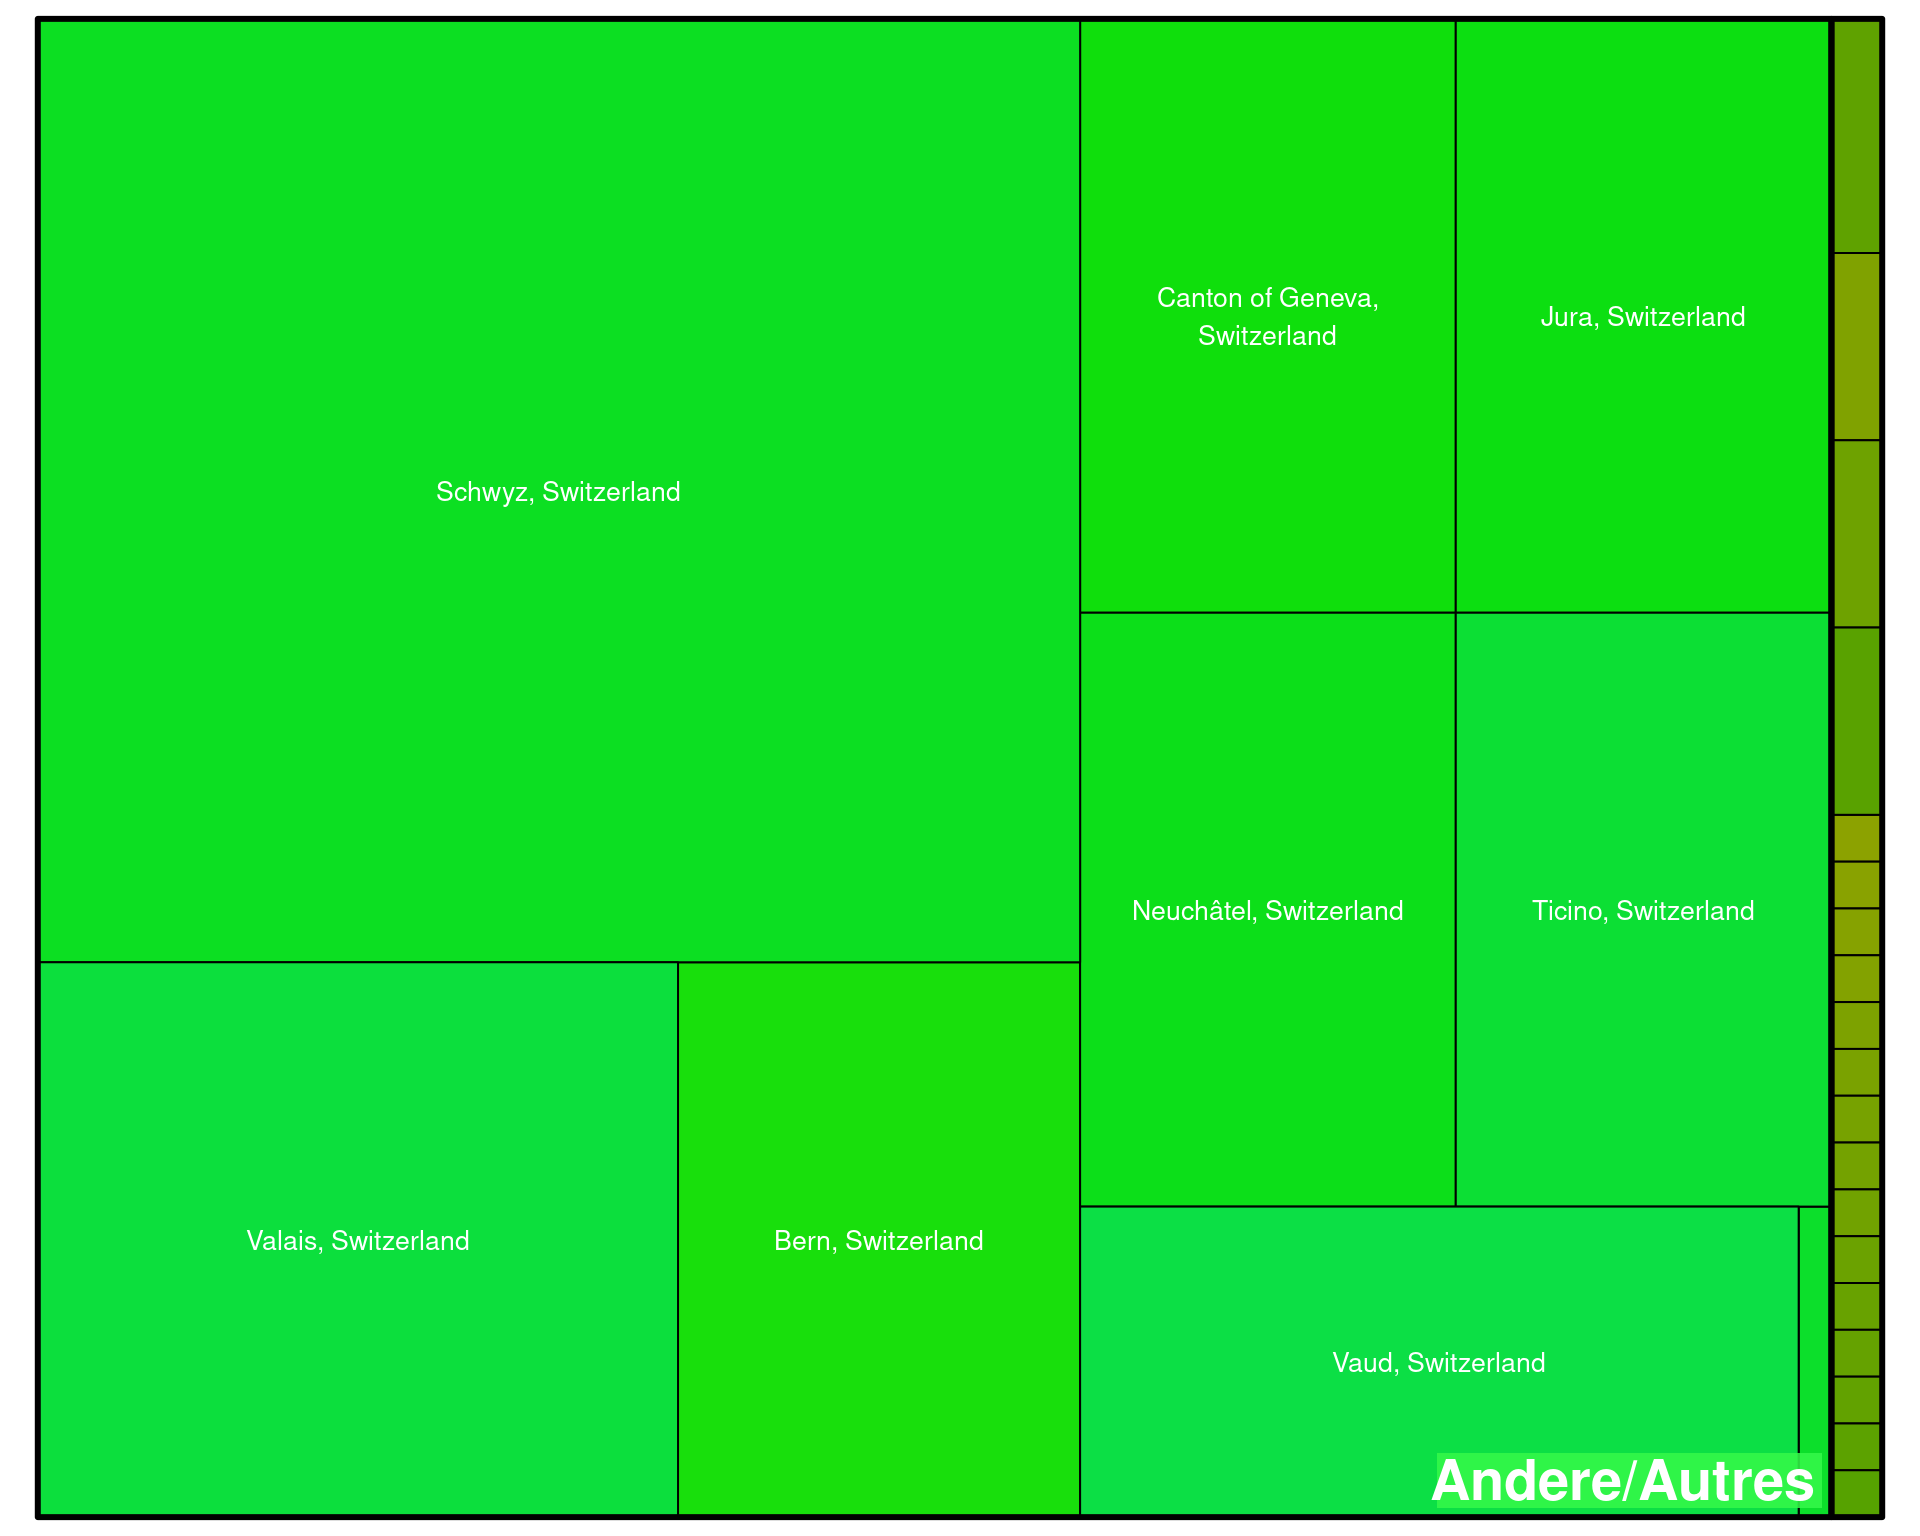 Schwyz, Switzerland
Canton of Geneva,
Switzerland
Jura, Switzerland
Neuchâtel, Switzerland
Ticino, Switzerland
Valais, Switzerland
Bern, Switzerland
Vaud, Switzerland
Andere/Autres